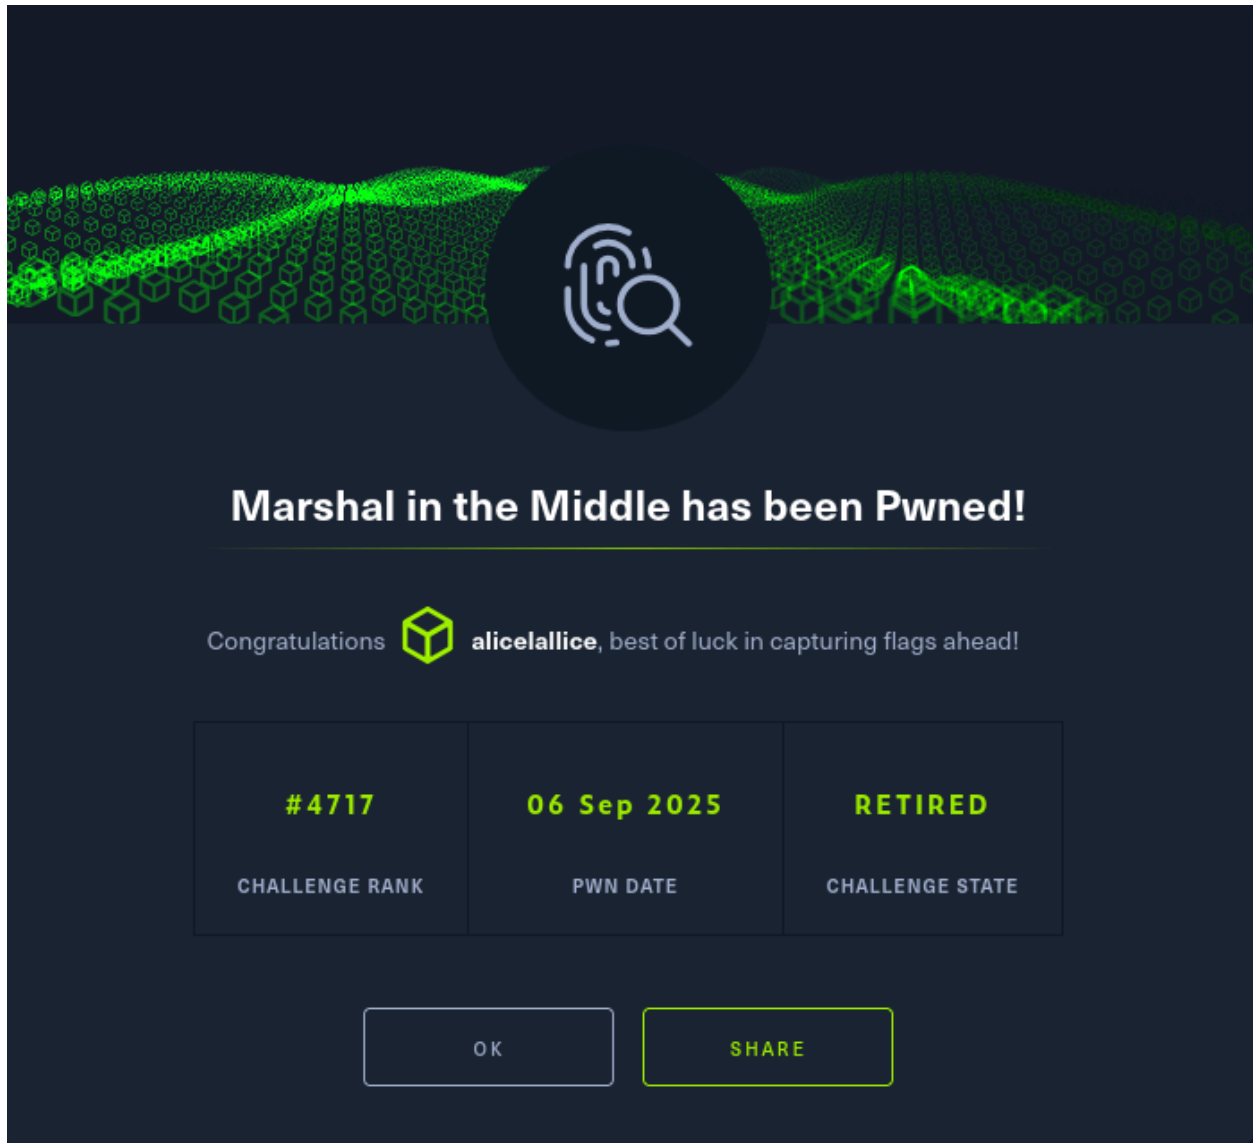 Marshal in the Middle has been Pwned!
Congratulations alicelallice, best of luck in capturing flags ahead!
#4717 06 Sep 2025 RETIRED
CHALLENGE RANK PWN DATE CHALLENGE STATE
OK SHARE